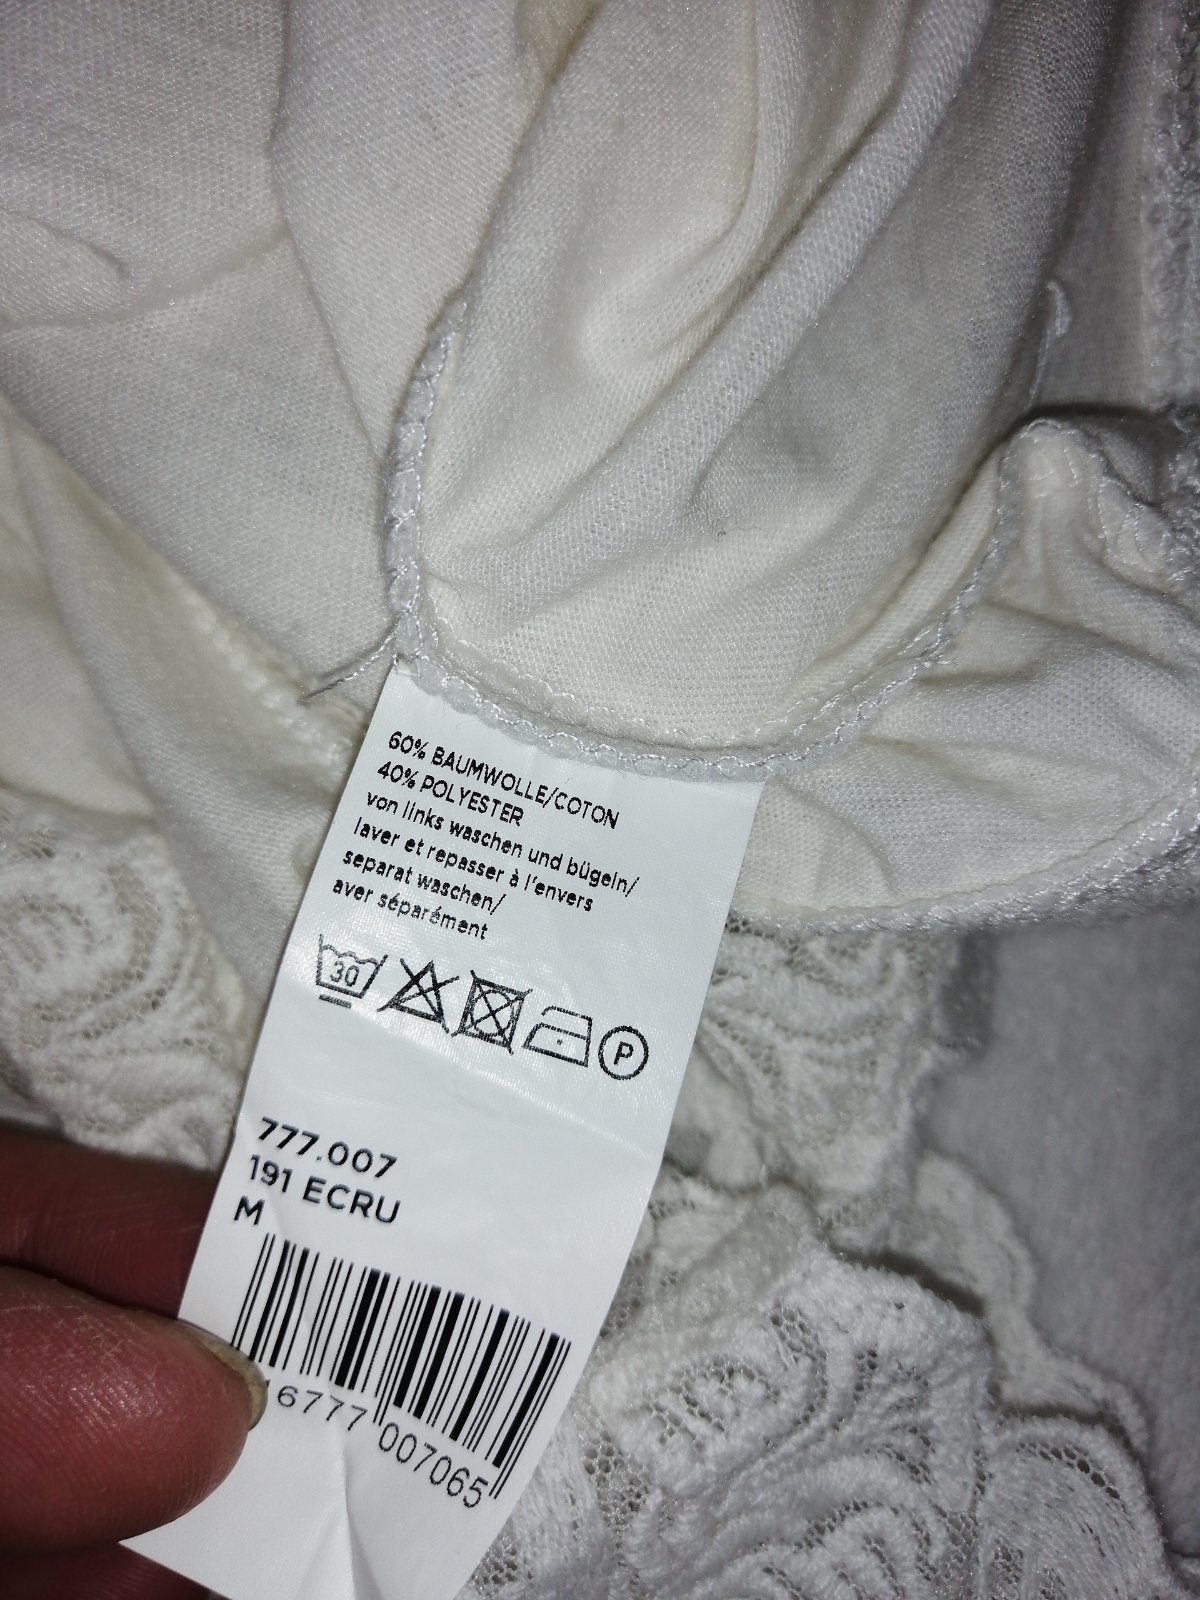 60% BAUMWOLLE/COTON
40% POLYESTER
von links waschen und bügeln/
laver et repasser à l'envers
separat waschen/
aver séparément
30
P
777.007
191 ECRU
M
6777 007065